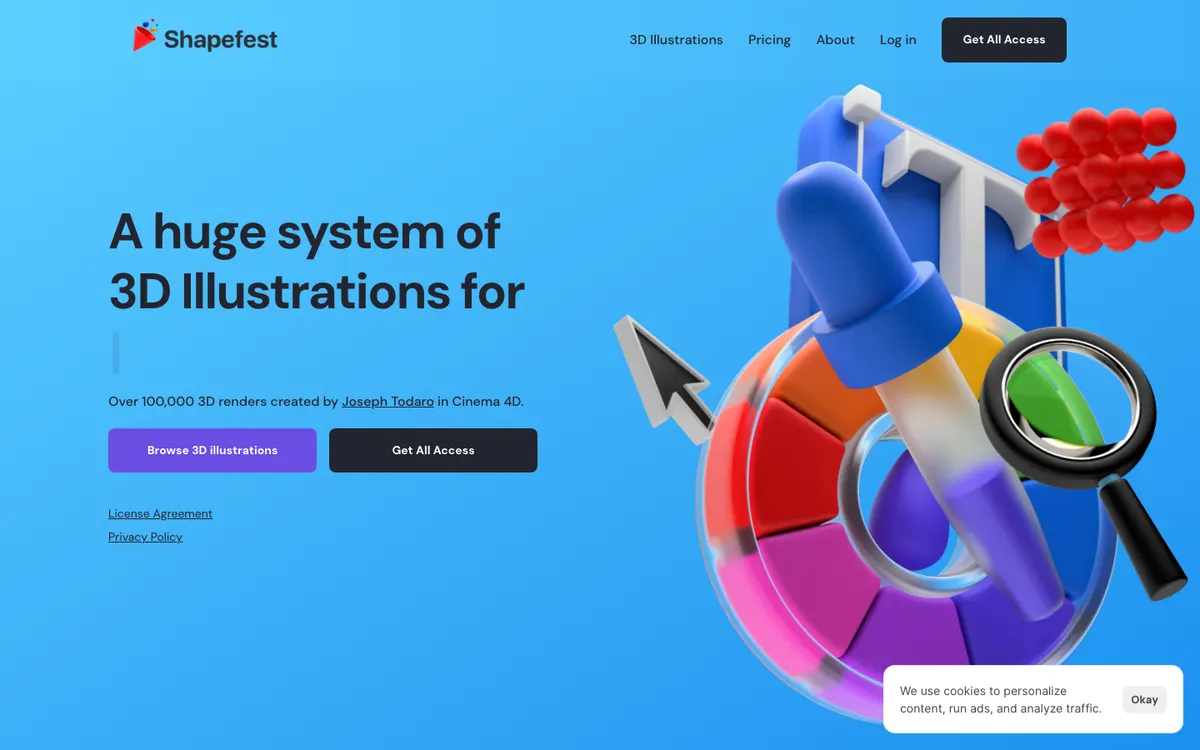 Shapefest
3D Illustrations
Pricing
About
Log in
Get All Access
A huge system of
3D Illustrations for
Over 100,000 3D renders created by Joseph Todaro in Cinema 4D.
Browse 3D illustrations
Get All Access
License Agreement
Privacy Policy
T
We use cookies to personalize
content, run ads, and analyze traffic.
Okay